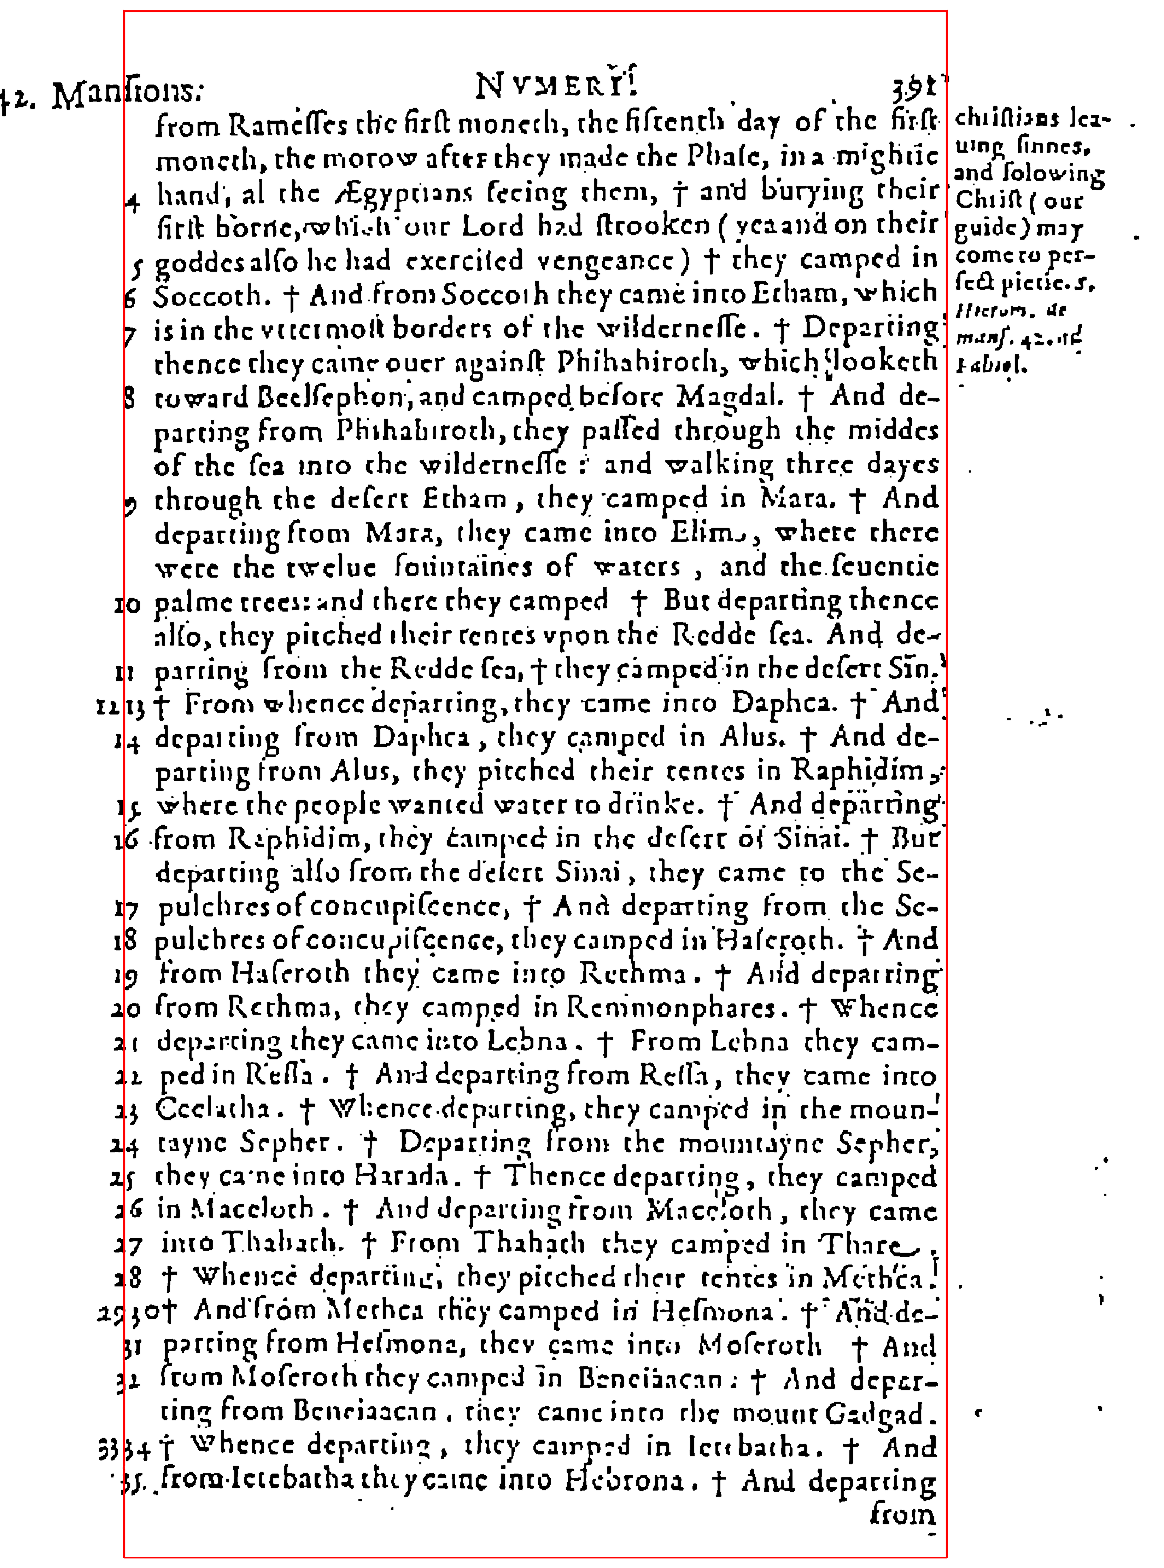 42. Manſions. NVMERI. 391
from Rameſſes the firſt moneth, the fiftenth day of the firſt
moneth, the morow after they made the Phaſe, in a mightie
4 hand, al the Ægyptians ſeeing them, † and burying their
firſt borne, which our Lord had ſtrooken (yea and on their
5 goddes alſo he had exerciſed vengeance) † they camped in
6 Soccoth. † And from Soccoth they came into Etham, which
7 is in the vttermoſt borders of the wilderneſſe. † Departing
thence they came ouer againſt Phihahiroth, which looketh
8 toward Beelſephon, and camped before Magdal. † And de-
parting from Phihahiroth, they paſſed through the middes
of the ſea into the wilderneſſe : and walking three dayes
9 through the deſert Etham, they camped in Mara. † And
departing from Mara, they came into Elim, where there
were the twelue fountaines of waters, and the ſeuentie
10 palme trees: and there they camped † But departing thence
alſo, they pitched their tentes vpon the Redde ſea. And de-
11 parting from the Redde ſea, † they camped in the deſert Sin.
12 13 † From whence departing, they came into Daphca. † And
14 departing from Daphca, they camped in Alus. † And de-
parting from Alus, they pitched their tentes in Raphidim,
15 where the people wanted water to drinke. † And departing
16 from Raphidim, they camped in the deſert of Sinai. † But
departing alſo from the deſert Sinai, they came to the Se-
17 pulchres of concupiſcence, † And departing from the Se-
18 pulchres of concupiſcence, they camped in Haſeroth. † And
19 from Haſeroth they came into Rethma. † And departing
20 from Rethma, they camped in Remmonphares. † Whence
21 departing they came into Lebna. † From Lebna they cam-
22 ped in Reſſa. † And departing from Reſſa, they came into
23 Ceelatha. † Whence departing, they camped in the moun-
24 tayne Sepher. † Departing from the mountayne Sepher,
25 they came into Harada. † Thence departing, they camped
26 in Maceloth. † And departing from Maceloth, they came
27 into Thahath. † From Thahath they camped in Thare.
28 † Whence departing, they pitched their tentes in Methca.
29 30 † And from Methca they camped in Heſmona. † And de-
31 parting from Heſmona, they came into Moſeroth † And
32 from Moſeroth they camped in Beneiaacan: † And depar-
ting from Beneiaacan, they came into the mount Gadgad.
33 34 † Whence departing, they camped in Ietebatha. † And
35. from Ietebatha they came into Hebrona. † And departing
from
chriſtians lea-
uing ſinnes,
and folowing
Chriſt (our
guide) may
come to per-
fect pietie. S.
Hierom. de
manſ. 42. ad
Fabiol.